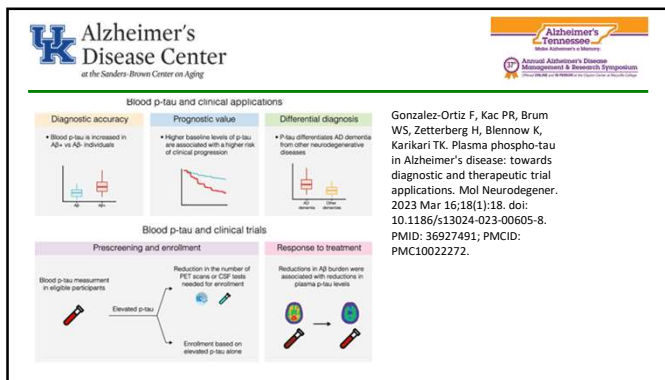 UK
Alzheimer's
Disease Center
at the Sanders-Brown Center on Aging
Alzheimer's
Tennessee
Make Alzheimer's a Memory.
37th
Annual Alzheimer's Disease
Management & Research Symposium
Blood p-tau and clinical applications
Diagnostic accuracy
• Blood p-tau is increased in
Aβ+ vs Aβ- individuals
Aβ-
Aβ+
Prognostic value
• Higher baseline levels of p-tau
are associated with a higher risk
of clinical progression
Differential diagnosis
• P-tau differentiates AD dementia
from other neurodegenerative
diseases
AD
dementia
Other
dementias
Blood p-tau and clinical trials
Prescreening and enrollment
Blood p-tau measurment
in eligible participants
Elevated p-tau
Reduction in the number of
PET scans or CSF tests
needed for enrollment
Enrollment based on
elevated p-tau alone
Response to treatment
Reductions in Aβ burden were
associated with reductions in
plasma p-tau levels
Gonzalez-Ortiz F, Kac PR, Brum
WS, Zetterberg H, Blennow K,
Karikari TK. Plasma phospho-tau
in Alzheimer's disease: towards
diagnostic and therapeutic trial
applications. Mol Neurodegener.
2023 Mar 16;18(1):18. doi:
10.1186/s13024-023-00605-8.
PMID: 36927491; PMCID:
PMC10022272.